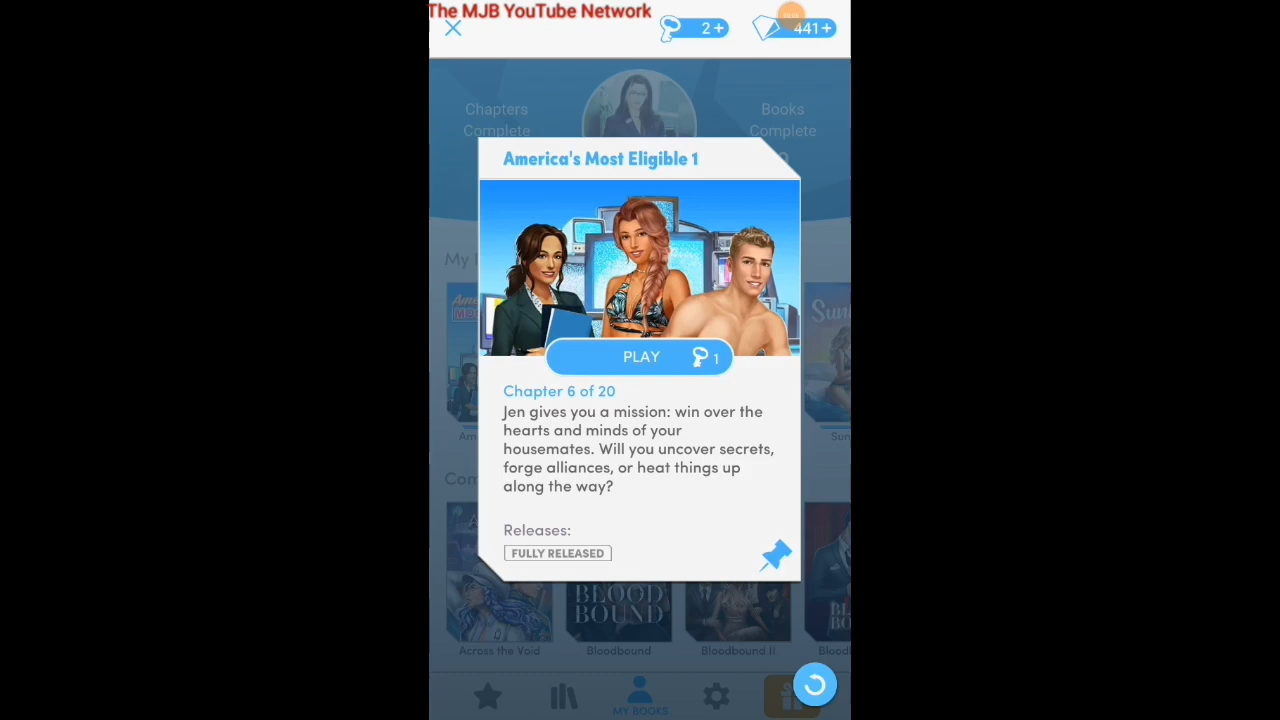 The MJB YouTube Network
2 +
441+
Chapters
Complete
Books
Complete
America's Most Eligible 1
My
PLAY
1
Chapter 6 of 20
Jen gives you a mission: win over the
hearts and minds of your
housemates. Will you uncover secrets,
forge alliances, or heat things up
along the way?
Releases:
FULLY RELEASED
BLOOD
BOUND
Across the Void
Bloodbound
Bloodbound II
MY BOOKS